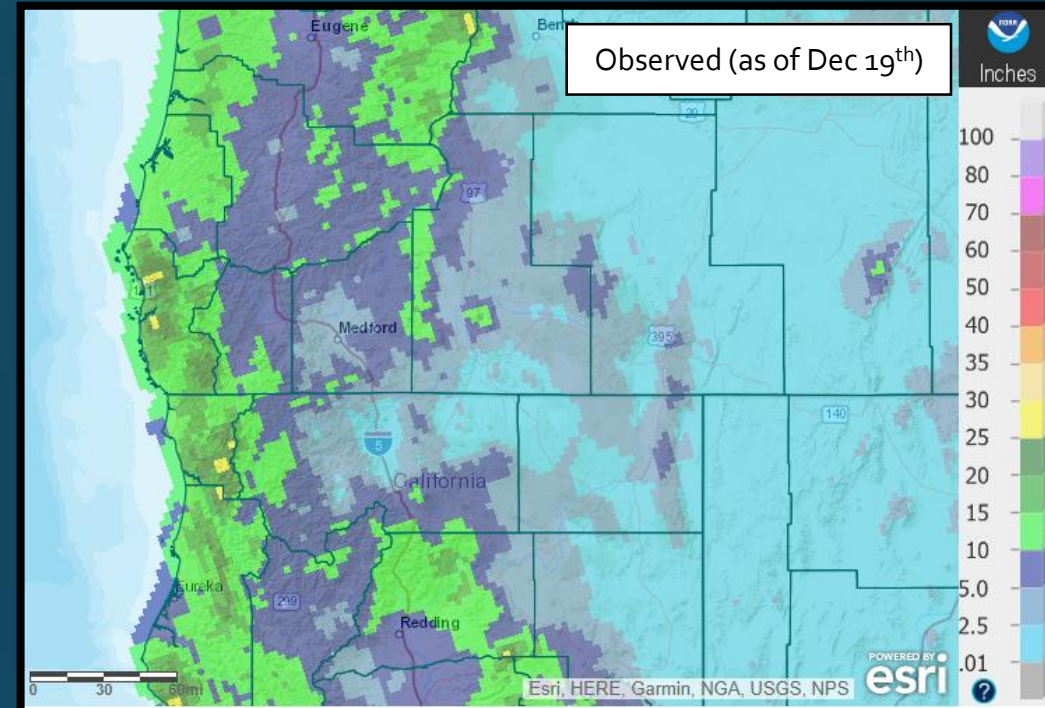 Observed (as of Dec 19th)
NOAA
Inches
100
80
70
60
50
40
35
30
25
20
15
10
5.0
2.5
.01
?
Eugene
20
97
Medford
395
140
5
California
Eureka
299
Redding
0 30 60mi
Esri, HERE, Garmin, NGA, USGS, NPS
POWERED BY
esri